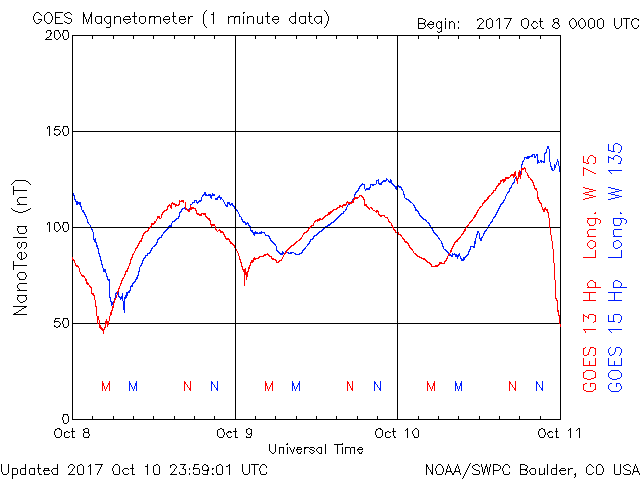 GOES Magnetometer (1 minute data)
Begin: 2017 Oct 8 0000 UTC
200
150
100
50
0
NanoTesla (nT)
M M N N M M N N M M N N
Oct 8 Oct 9 Oct 10 Oct 11
Universal Time
GOES 13 Hp Long. W 75
GOES 15 Hp Long. W 135
Updated 2017 Oct 10 23:59:01 UTC
NOAA/SWPC Boulder, CO USA